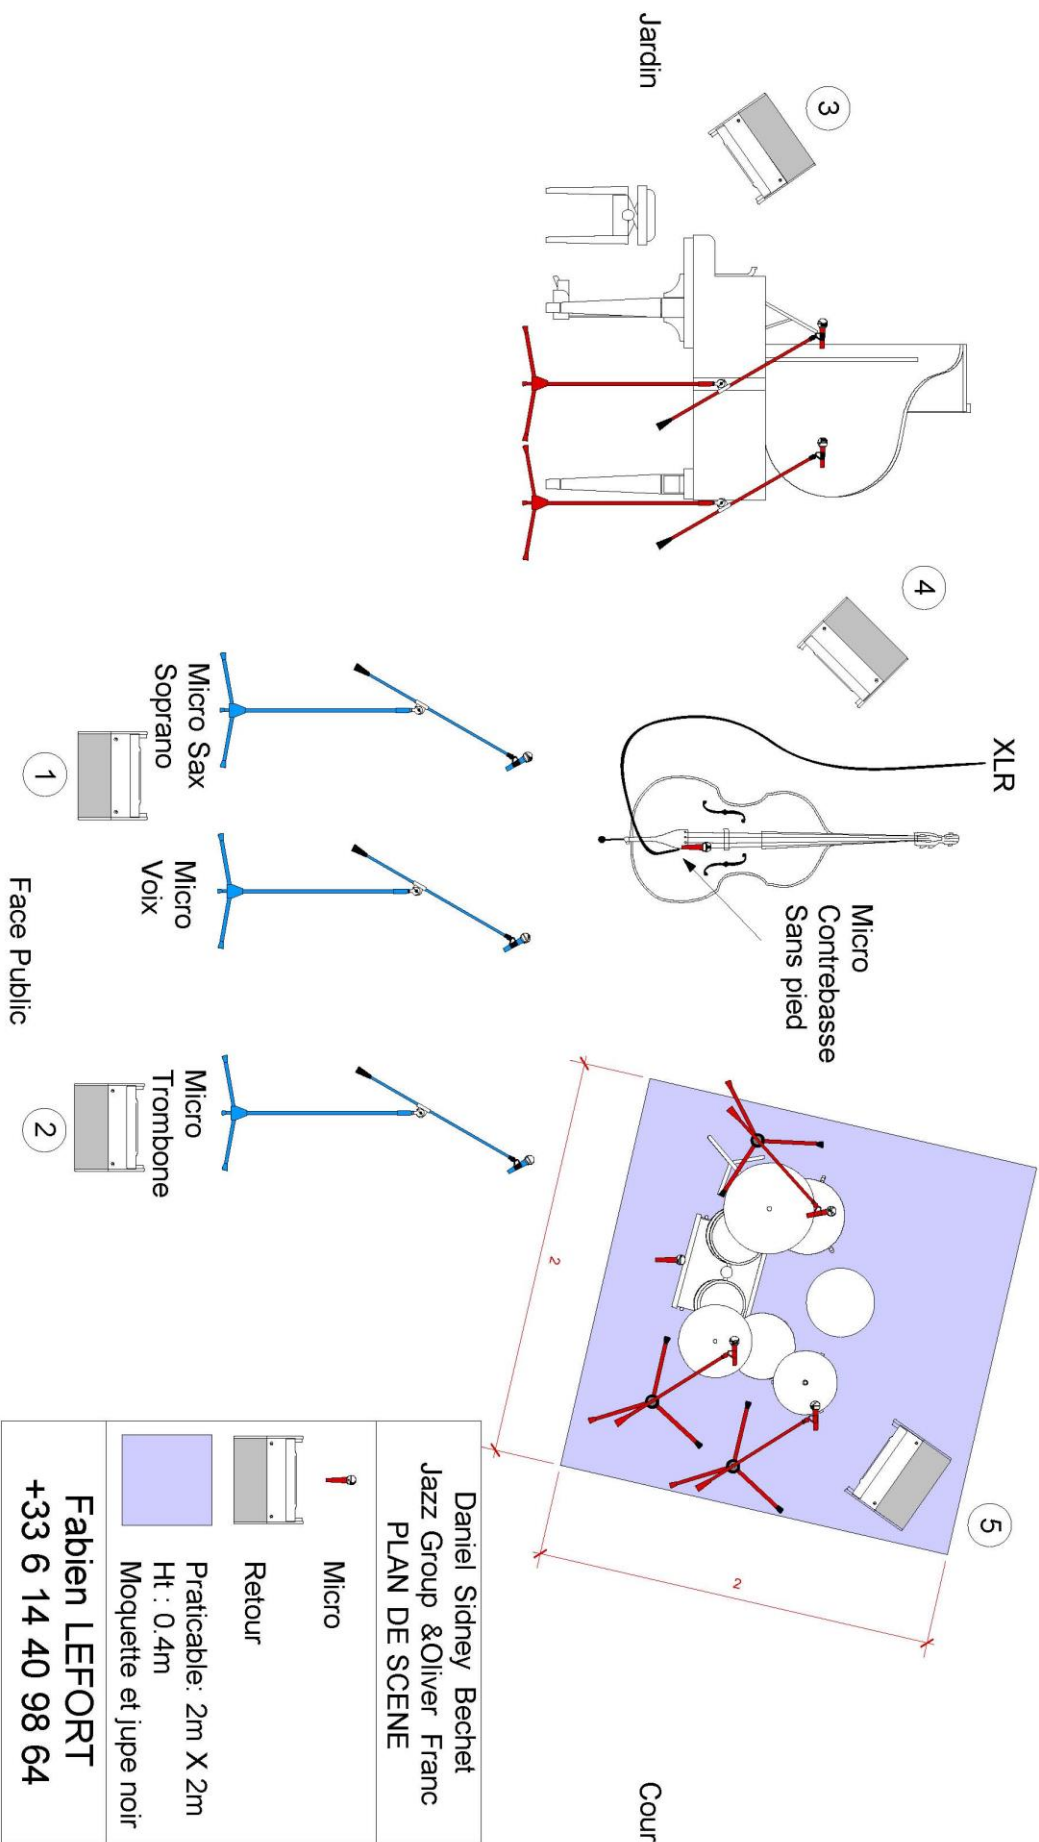 Jardin
3
4
XLR
Micro
Contrebasse
Sans pied
5
Cour
2
2
Micro Sax
Soprano
Micro
Voix
Micro
Trombone
1
2
Face Public
Daniel Sidney Bechet
Jazz Group &Oliver Franc
PLAN DE SCENE
Micro
Retour
Praticable: 2m X 2m
Ht : 0.4m
Moquette et jupe noir
Fabien LEFORT
+33 6 14 40 98 64